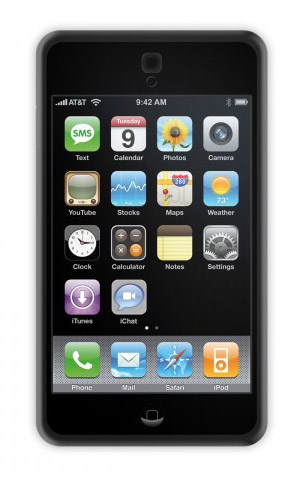 AT&T 9:42 AM
SMS Tuesday 9 280 73°
Text Calendar Photos Camera
YouTube Stocks Maps Weather
Clock Calculator Notes Settings
iTunes iChat
Phone Mail Safari iPod